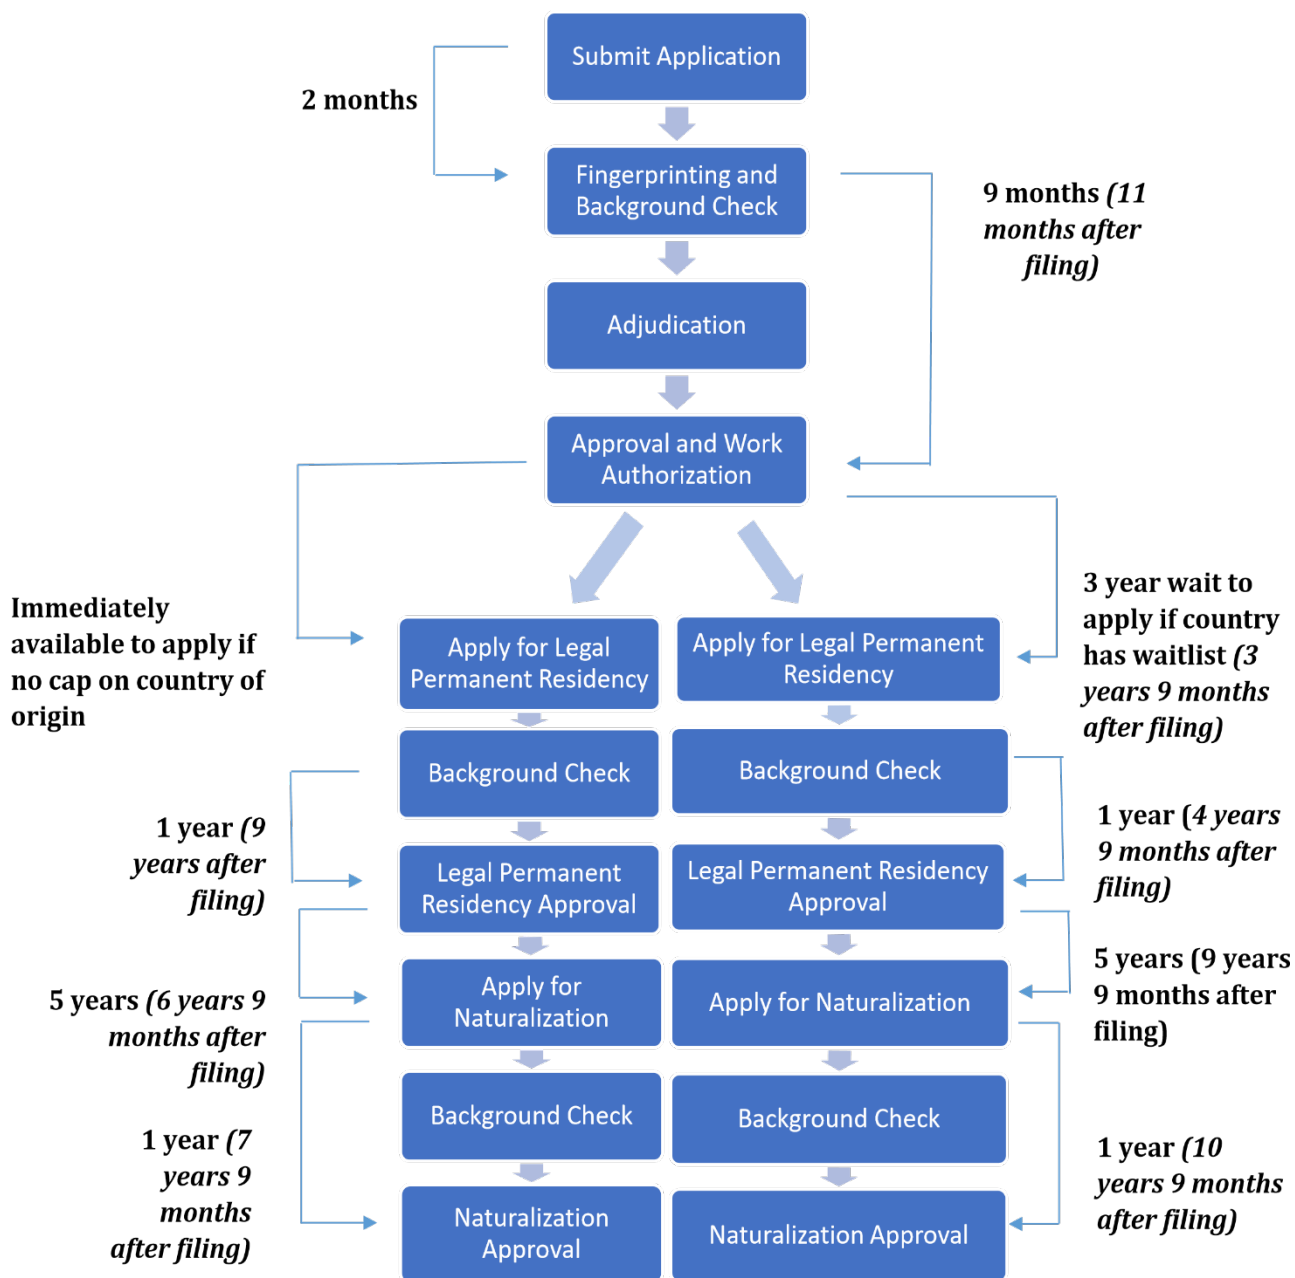 Submit Application
2 months
Fingerprinting and
Background Check
9 months (11
months after
filing)
Adjudication
Approval and Work
Authorization
Immediately
available to apply if
no cap on country of
origin
Apply for Legal
Permanent Residency
Apply for Legal Permanent
Residency
3 year wait to
apply if country
has waitlist (3
years 9 months
after filing)
Background Check
Background Check
1 year (9
years after
filing)
1 year (4 years
9 months after
filing)
Legal Permanent
Residency Approval
Legal Permanent Residency
Approval
5 years (6 years 9
months after
filing)
5 years (9 years
9 months after
filing)
Apply for
Naturalization
Apply for Naturalization
Background Check
Background Check
1 year (7
years 9
months
after filing)
1 year (10
years 9 months
after filing)
Naturalization
Approval
Naturalization Approval